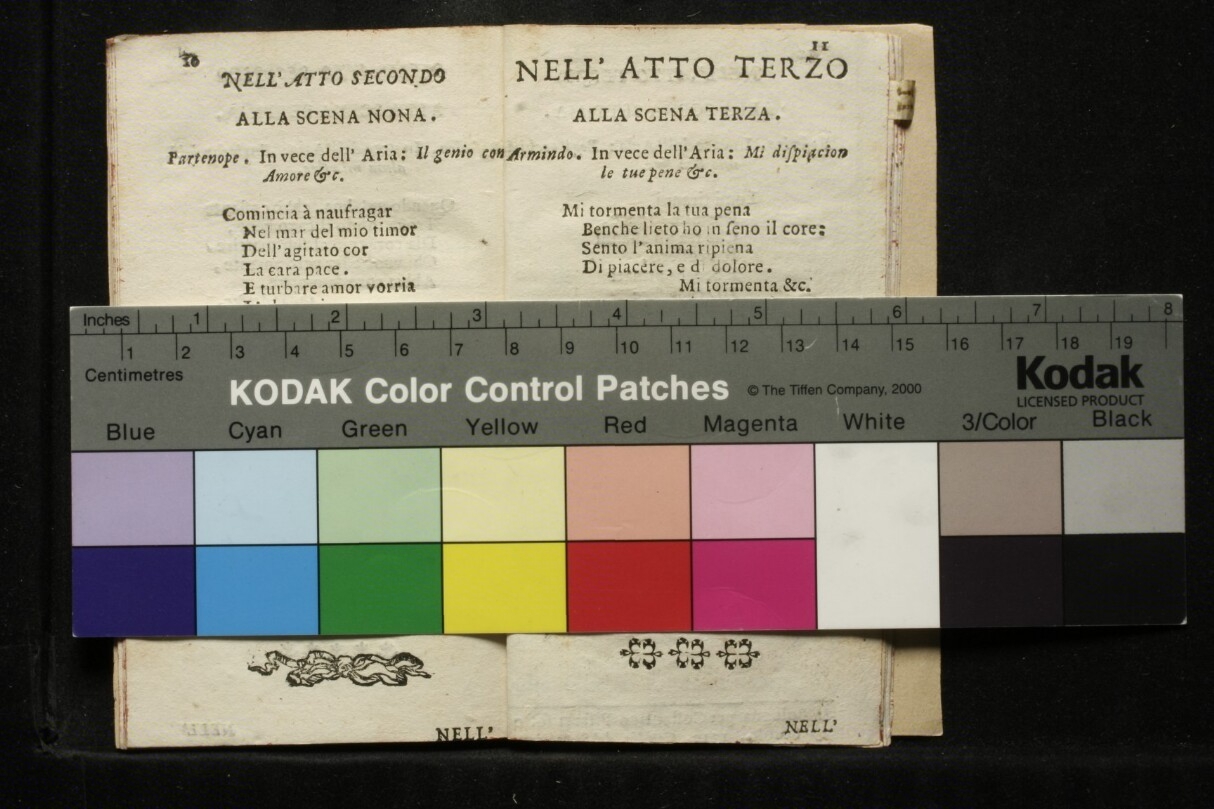 10
NELL' ATTO SECONDO
ALLA SCENA NONA.
Partenope. In vece dell' Aria: Il genio con
Amore &c.
Comincia à naufragar
Nel mar del mio timor
Dell' agitato cor
La cara pace.
E turbare amor vorria
11
NELL' ATTO TERZO
ALLA SCENA TERZA.
Armindo. In vece dell'Aria: Mi diſpiacion
le tue pene &c.
Mi tormenta la tua pena
Benche lieto ho in ſeno il core;
Sento l'anima ripiena
Di piacere, e di dolore.
Mi tormenta &c.
Inches 1 2 3 4 5 6 7 8
1 2 3 4 5 6 7 8 9 10 11 12 13 14 15 16 17 18 19
Centimetres
KODAK Color Control Patches © The Tiffen Company, 2000
Kodak
LICENSED PRODUCT
Blue Cyan Green Yellow Red Magenta White 3/Color Black
NELL'
NELL'